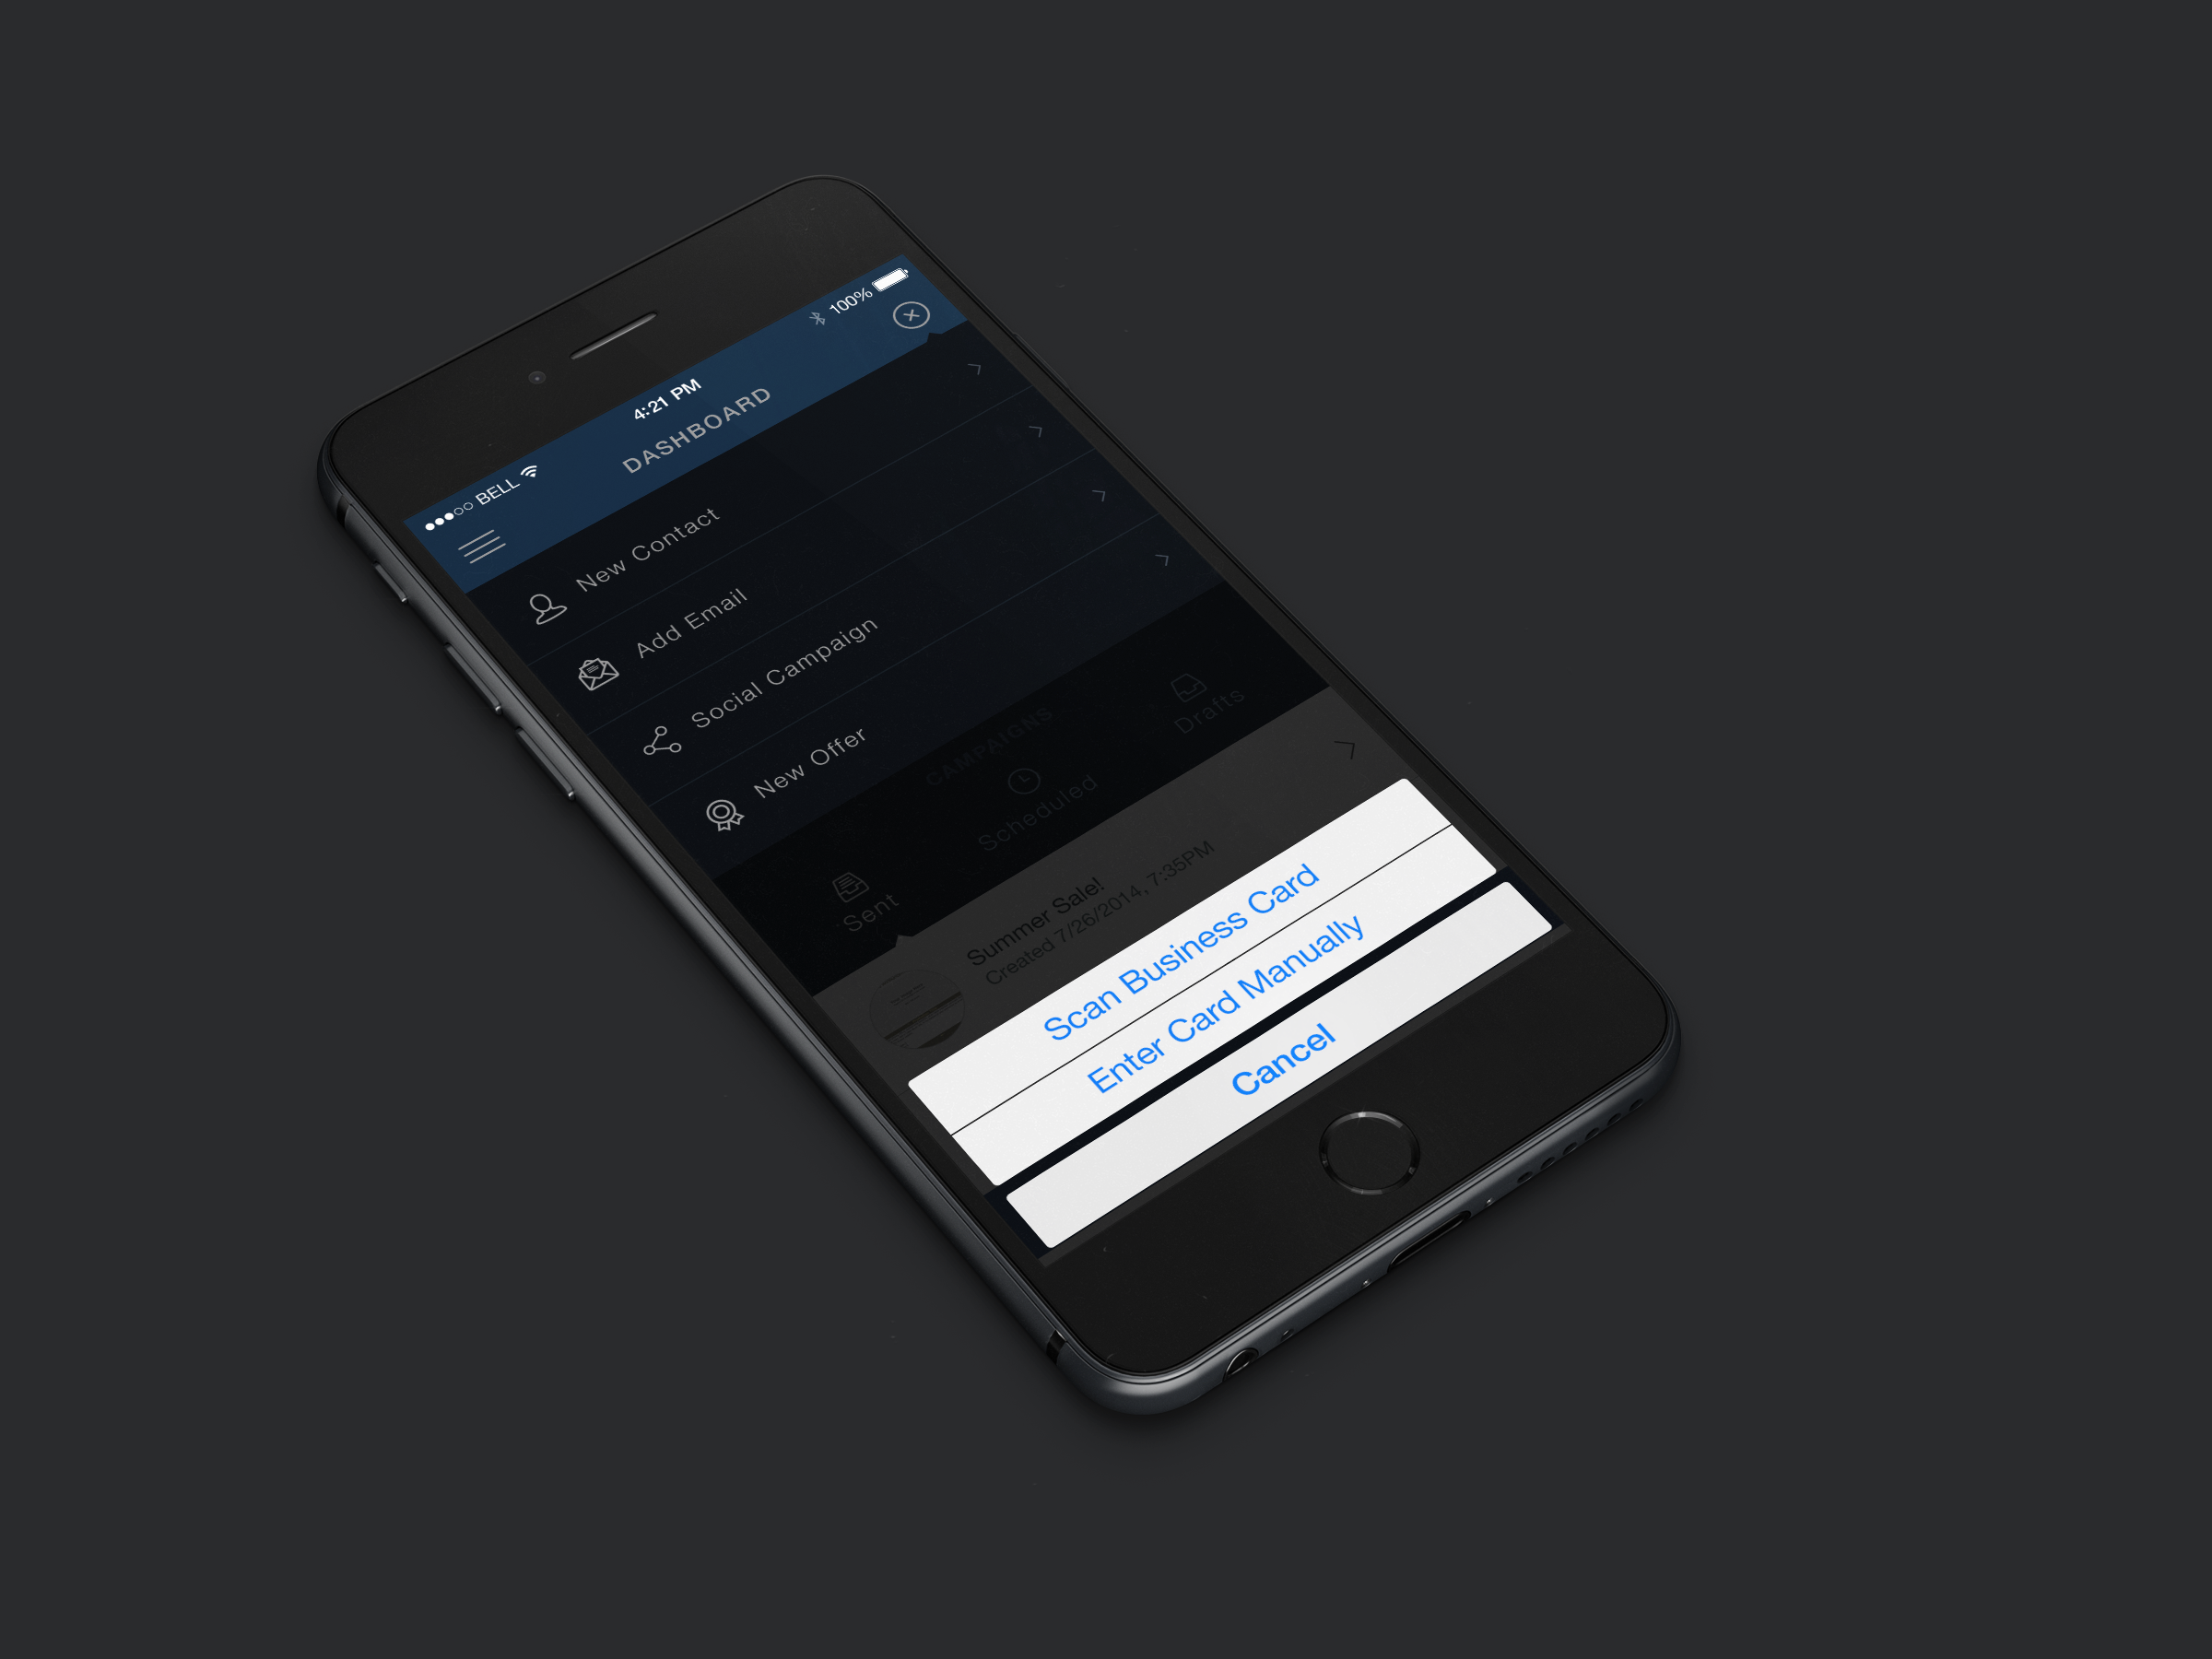 BELL
4:21 PM
100%
DASHBOARD
New Contact
Add Email
Social Campaign
New Offer
CAMPAIGNS
Sent
Scheduled
Drafts
Summer Sale!
Created 7/26/2014, 7:35PM
Scan Business Card
Enter Card Manually
Cancel